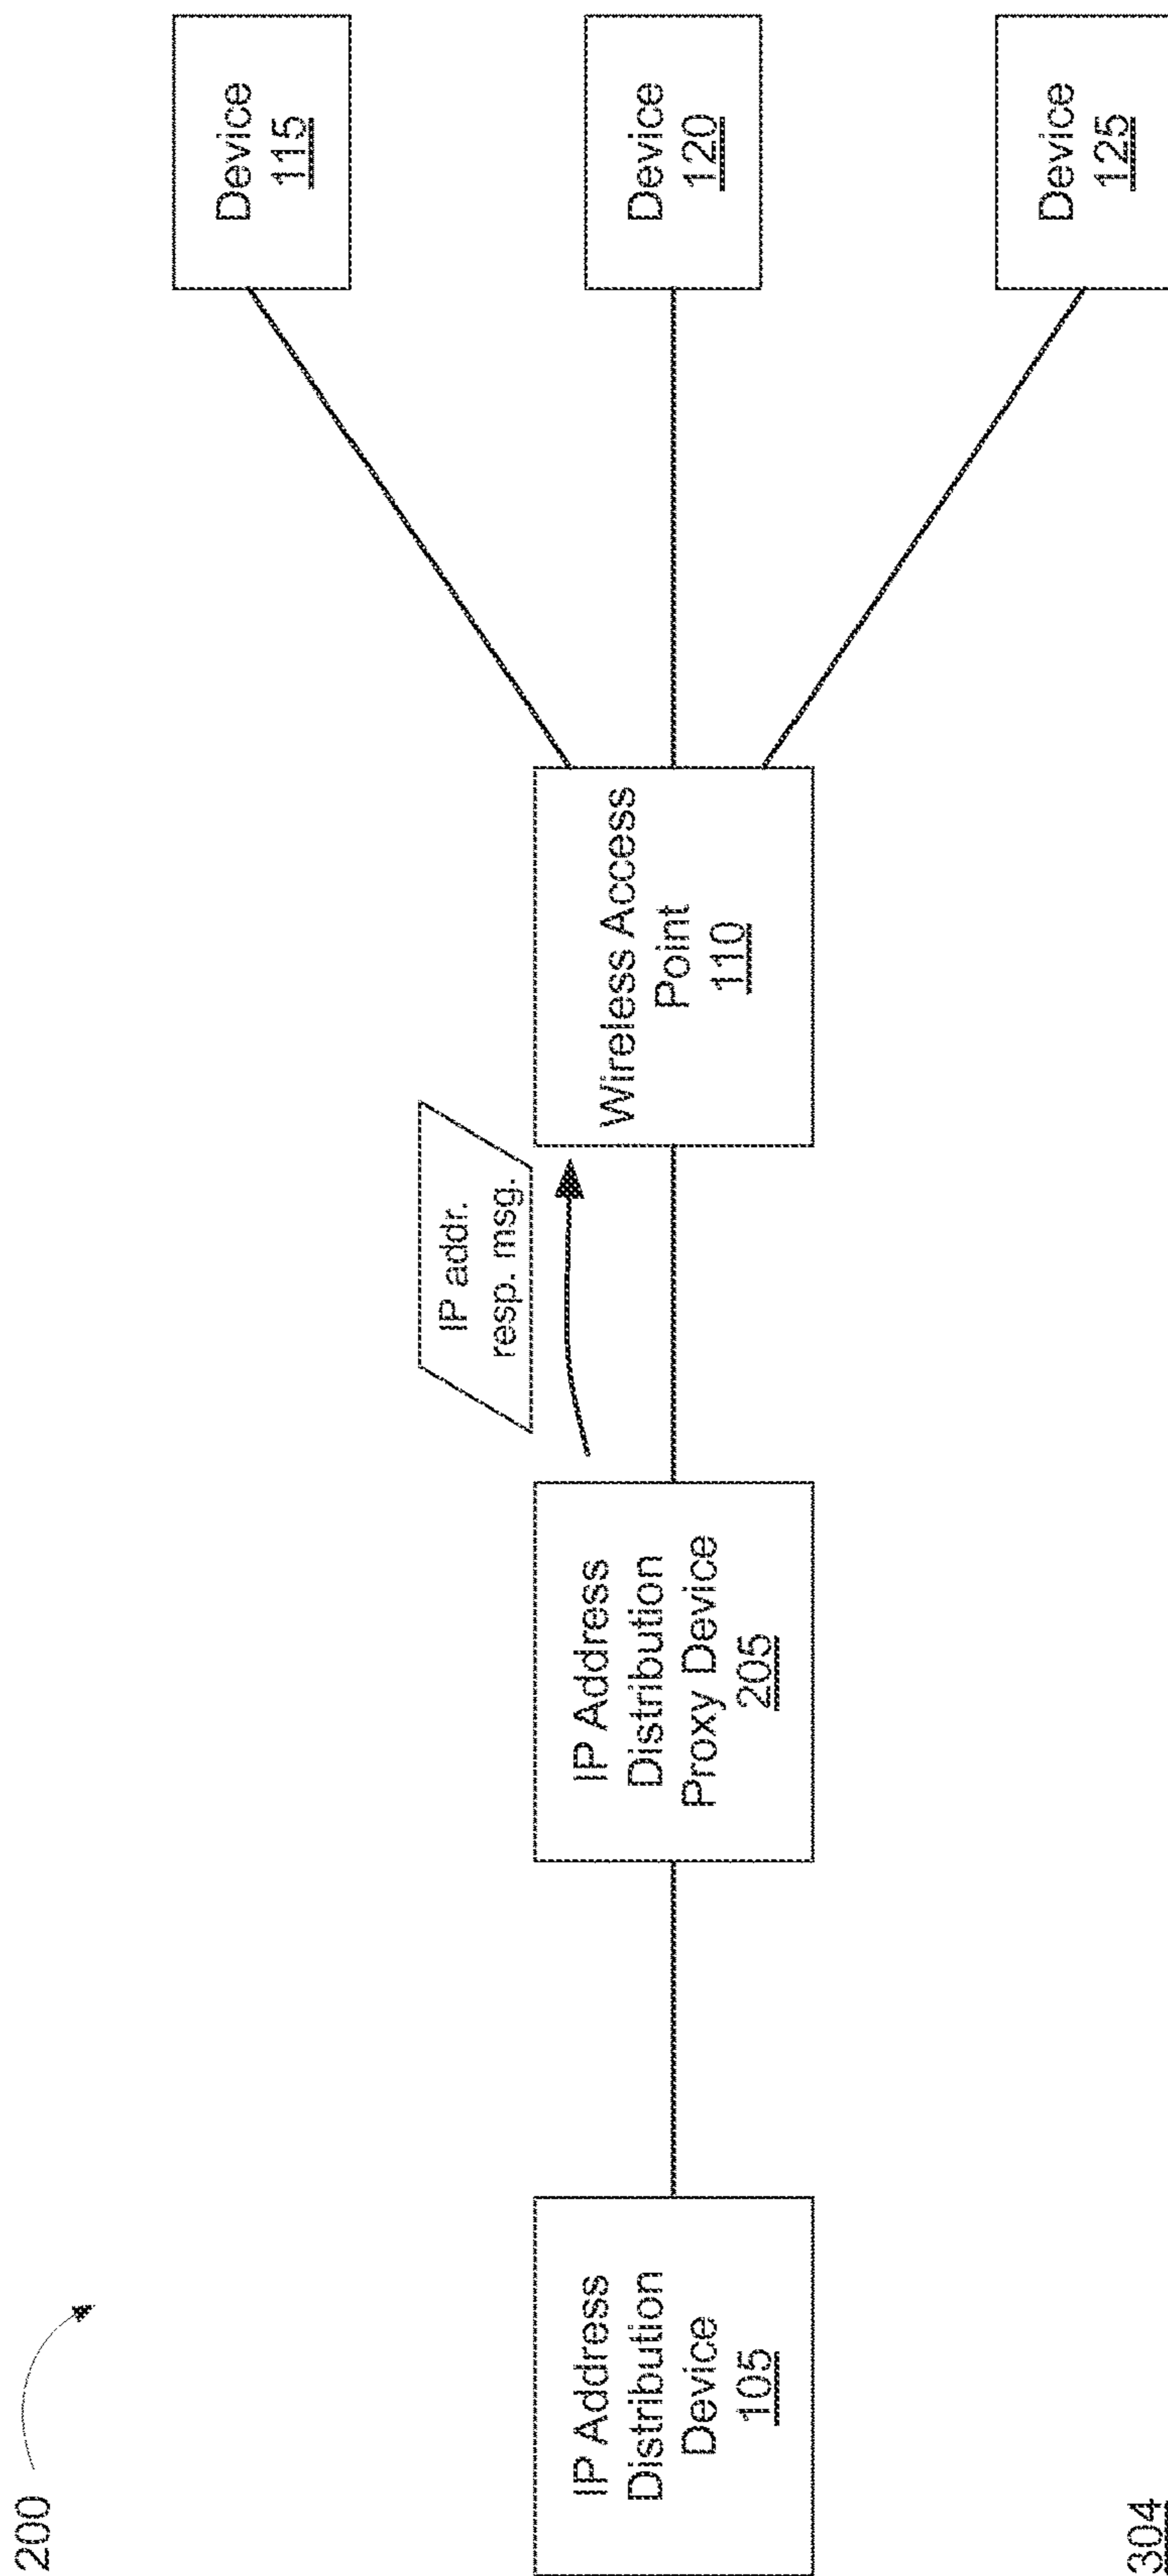 200
IP Address
Distribution
Device
105
IP Address
Distribution
Proxy Device
205
IP addr.
resp. msg.
Wireless Access
Point
110
Device
115
Device
120
Device
125
304